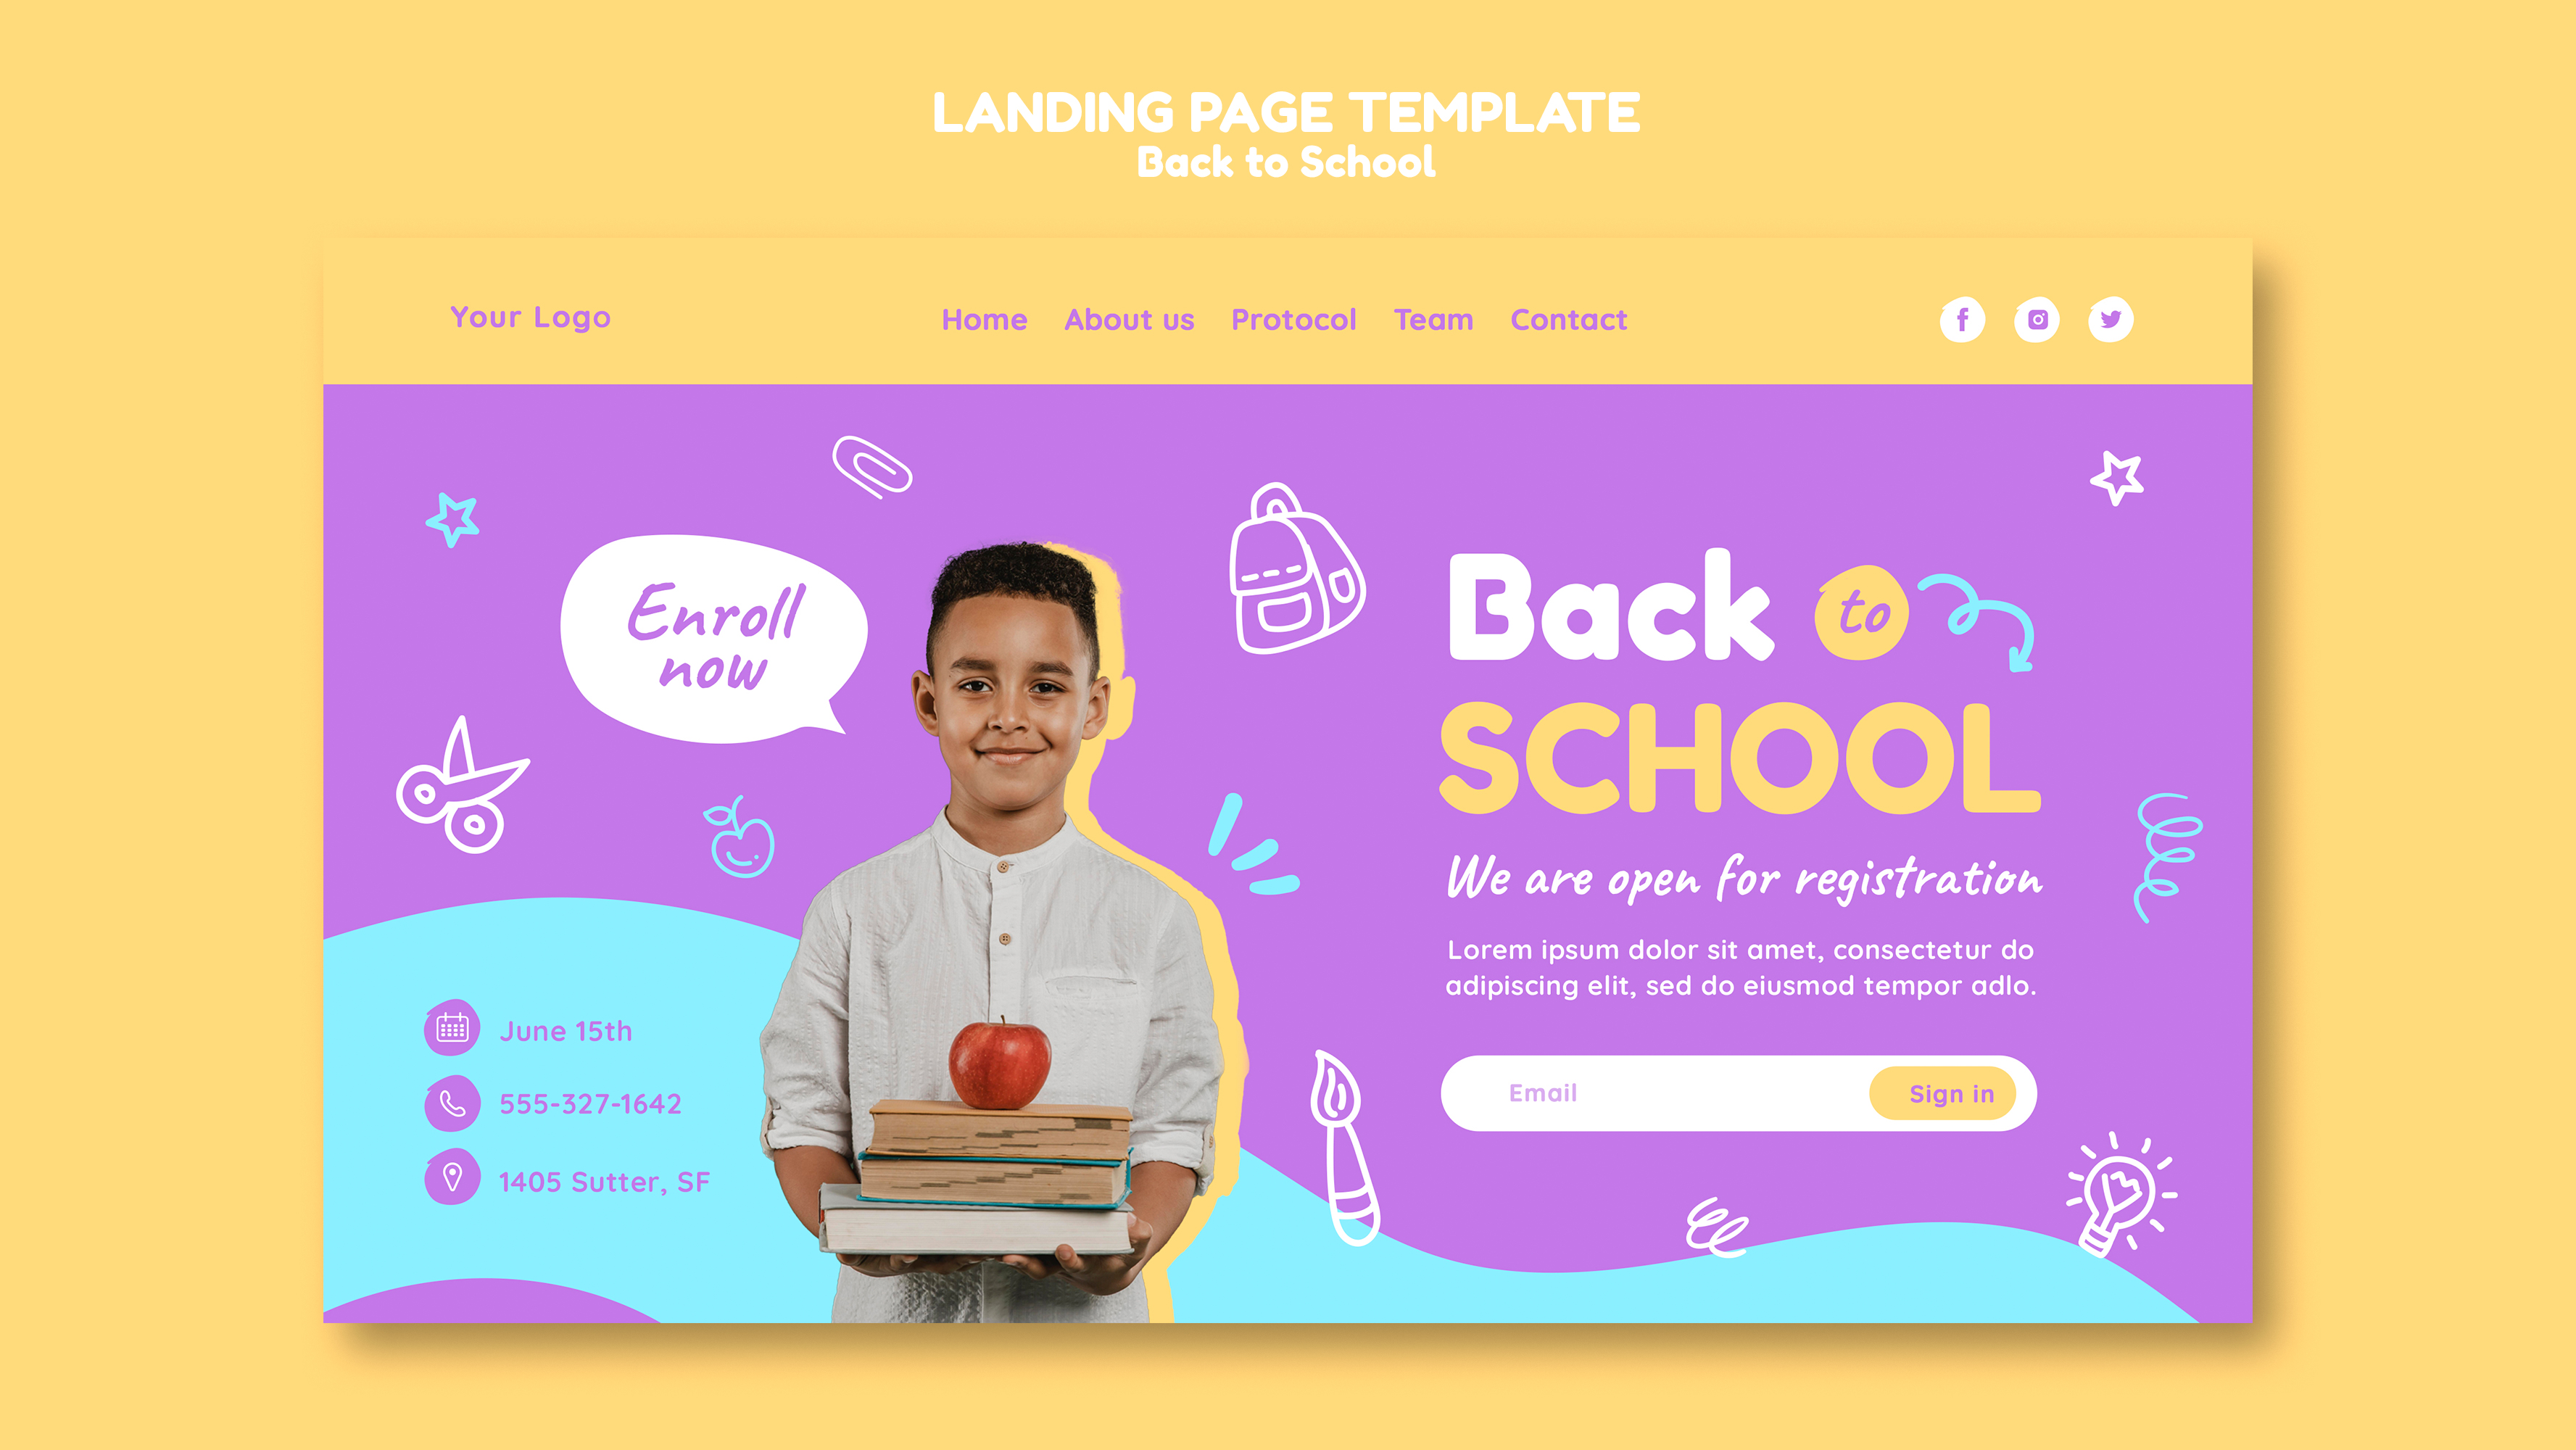 LANDING PAGE TEMPLATE
Back to School
Your Logo
Home About us Protocol Team Contact
Enroll
now
Back to
SCHOOL
We are open for registration
Lorem ipsum dolor sit amet, consectetur do
adipiscing elit, sed do eiusmod tempor adlo.
Email Sign in
June 15th
555-327-1642
1405 Sutter, SF